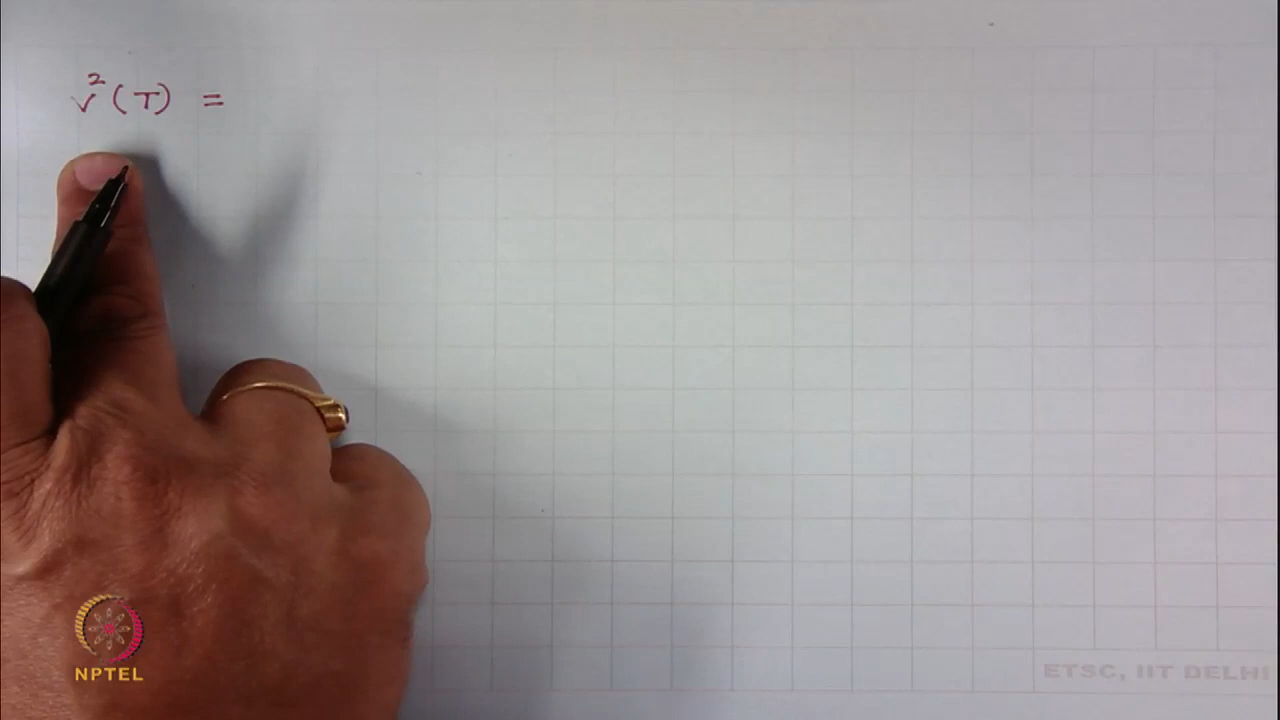 v²(T) =
NPTEL
ETSC, IIT DELHI